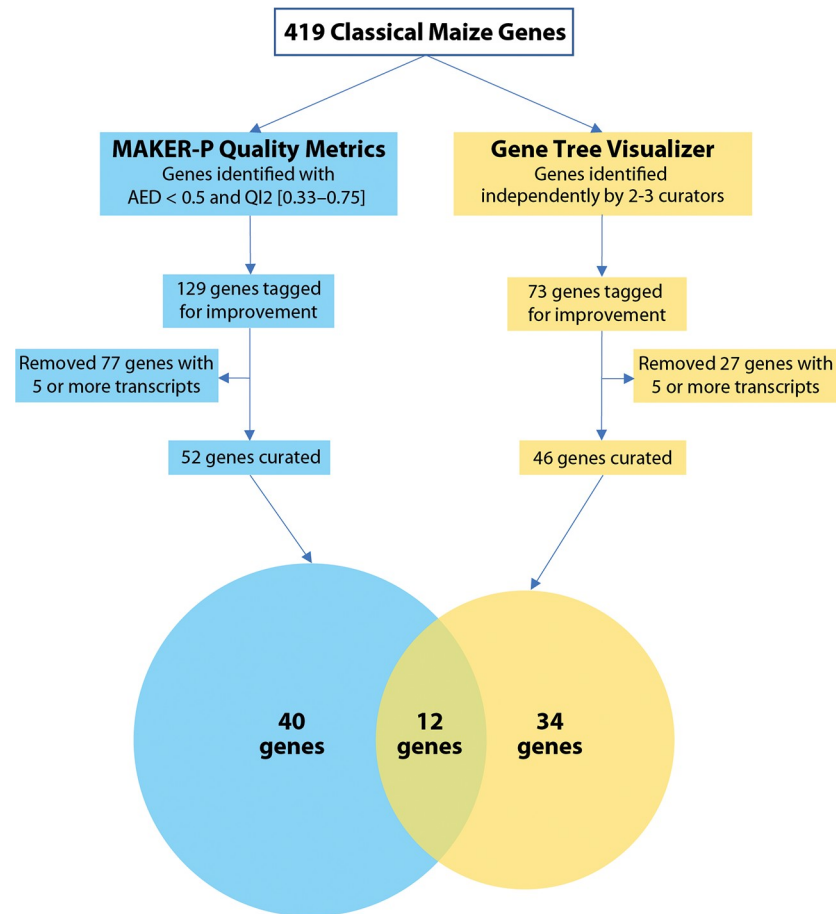 419 Classical Maize Genes
MAKER-P Quality Metrics
Genes identified with
AED < 0.5 and QI2 [0.33–0.75]
Gene Tree Visualizer
Genes identified
independently by 2-3 curators
129 genes tagged
for improvement
73 genes tagged
for improvement
Removed 77 genes with
5 or more transcripts
Removed 27 genes with
5 or more transcripts
52 genes curated
46 genes curated
40
genes
12
genes
34
genes